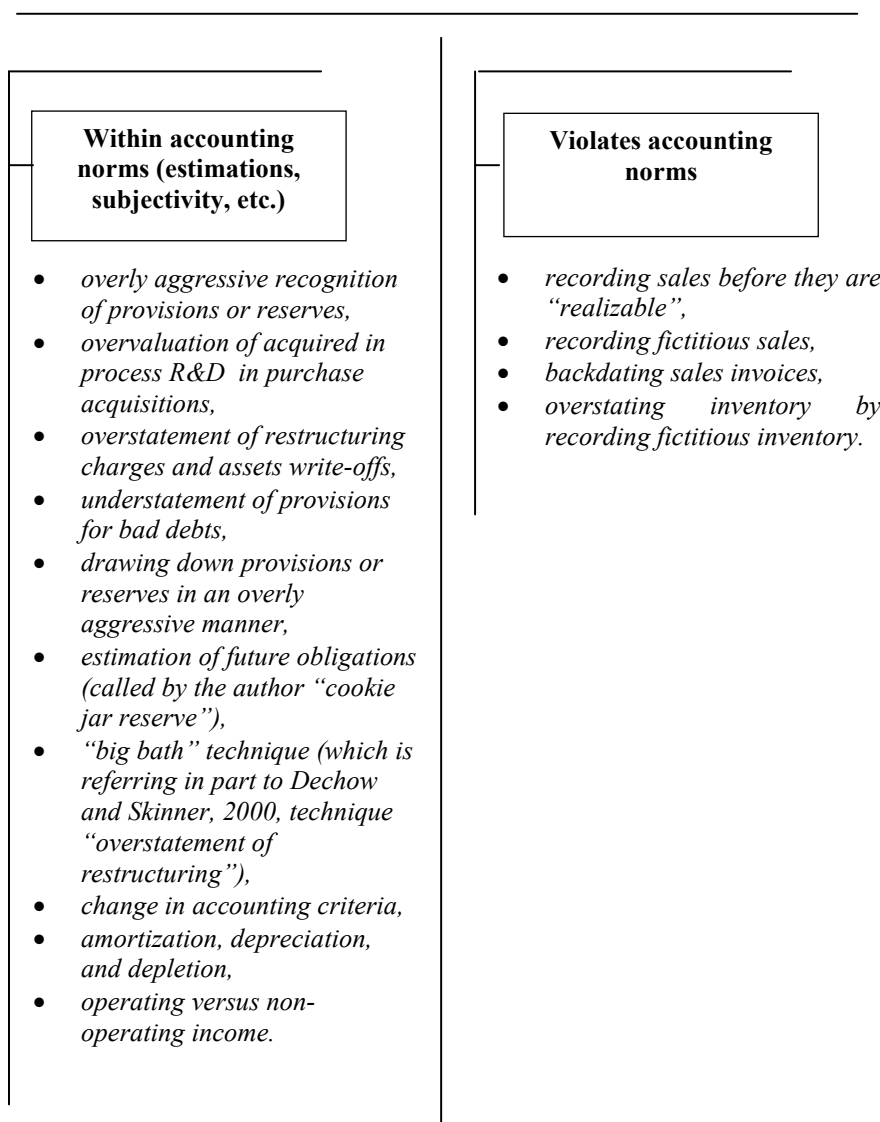 Within accounting
norms (estimations,
subjectivity, etc.)
• overly aggressive recognition
of provisions or reserves,
• overvaluation of acquired in
process R&D in purchase
acquisitions,
• overstatement of restructuring
charges and assets write-offs,
• understatement of provisions
for bad debts,
• drawing down provisions or
reserves in an overly
aggressive manner,
• estimation of future obligations
(called by the author “cookie
jar reserve”),
• “big bath” technique (which is
referring in part to Dechow
and Skinner, 2000, technique
“overstatement of
restructuring”),
• change in accounting criteria,
• amortization, depreciation,
and depletion,
• operating versus non-
operating income.
Violates accounting
norms
• recording sales before they are
“realizable”,
• recording fictitious sales,
• backdating sales invoices,
• overstating inventory by
recording fictitious inventory.